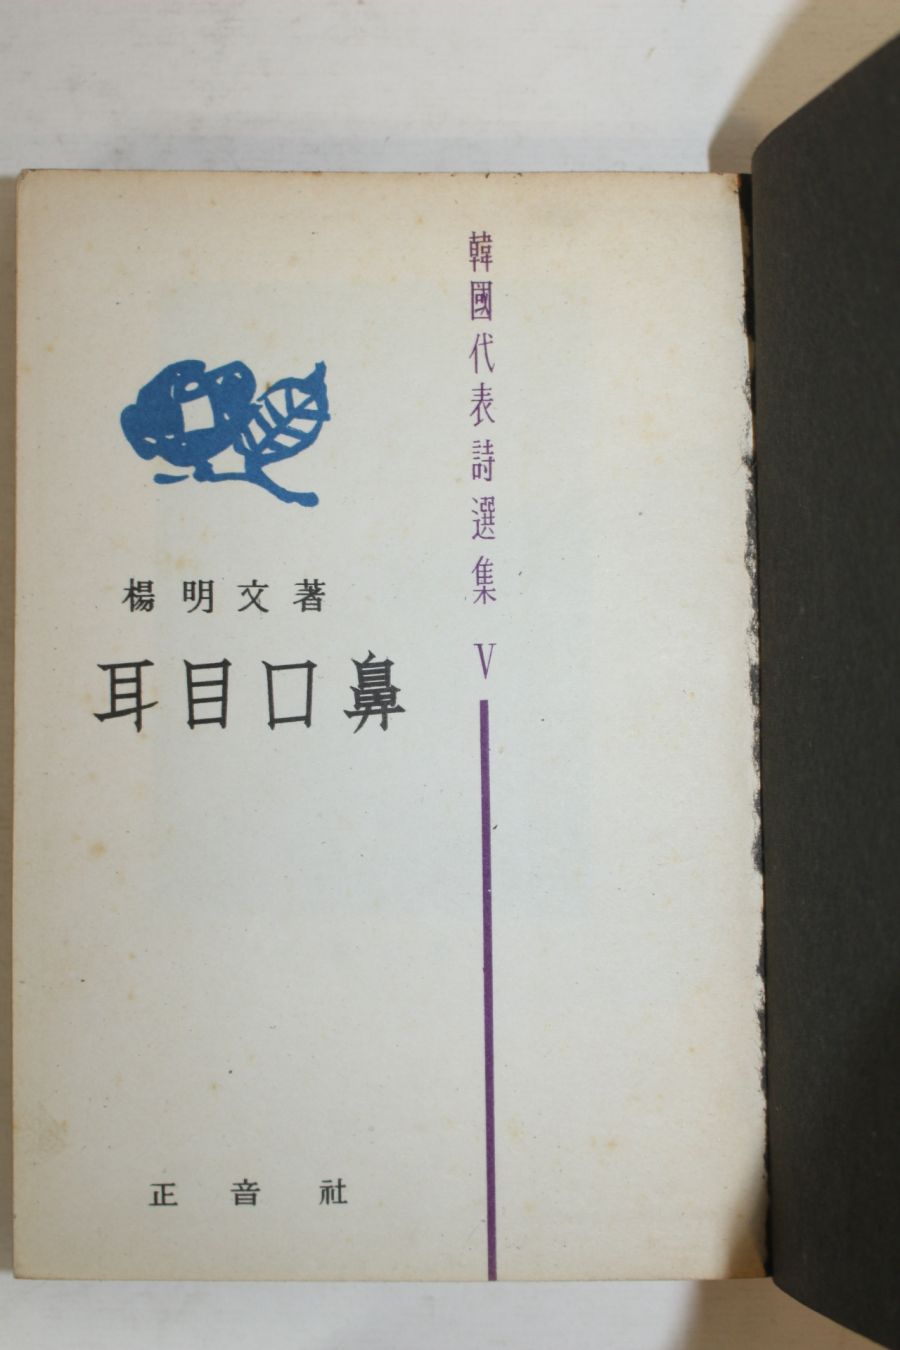 韓國代表詩選集 V
楊明文著
耳目口鼻
正音社